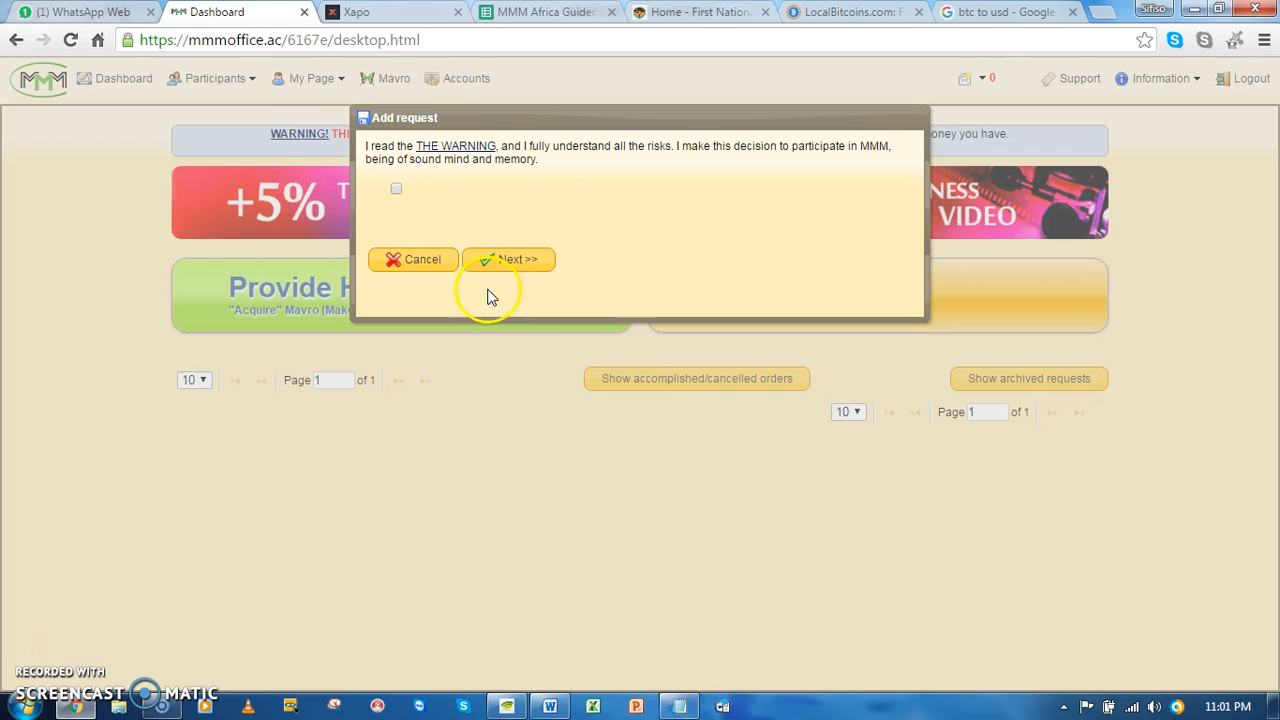 (1) WhatsApp Web
Dashboard
Xapo
MMM Africa Guider
Home - First Nation
LocalBitcoins.com: F
btc to usd - Google
Sifiso
https://mmmoffice.ac/6167e/desktop.html
MMM
Dashboard
Participants
My Page
Mavro
Accounts
0
Support
Information
Logout
Add request
WARNING! THI
oney you have.
I read the THE WARNING, and I fully understand all the risks. I make this decision to participate in MMM,
being of sound mind and memory.
+5% T
NESS
VIDEO
Cancel
Next >>
Provide H
"Acquire" Mavro (Make
10
Page 1 of 1
Show accomplished/cancelled orders
Show archived requests
10
Page 1 of 1
RECORDED WITH
SCREENCAST MATIC
11:01 PM